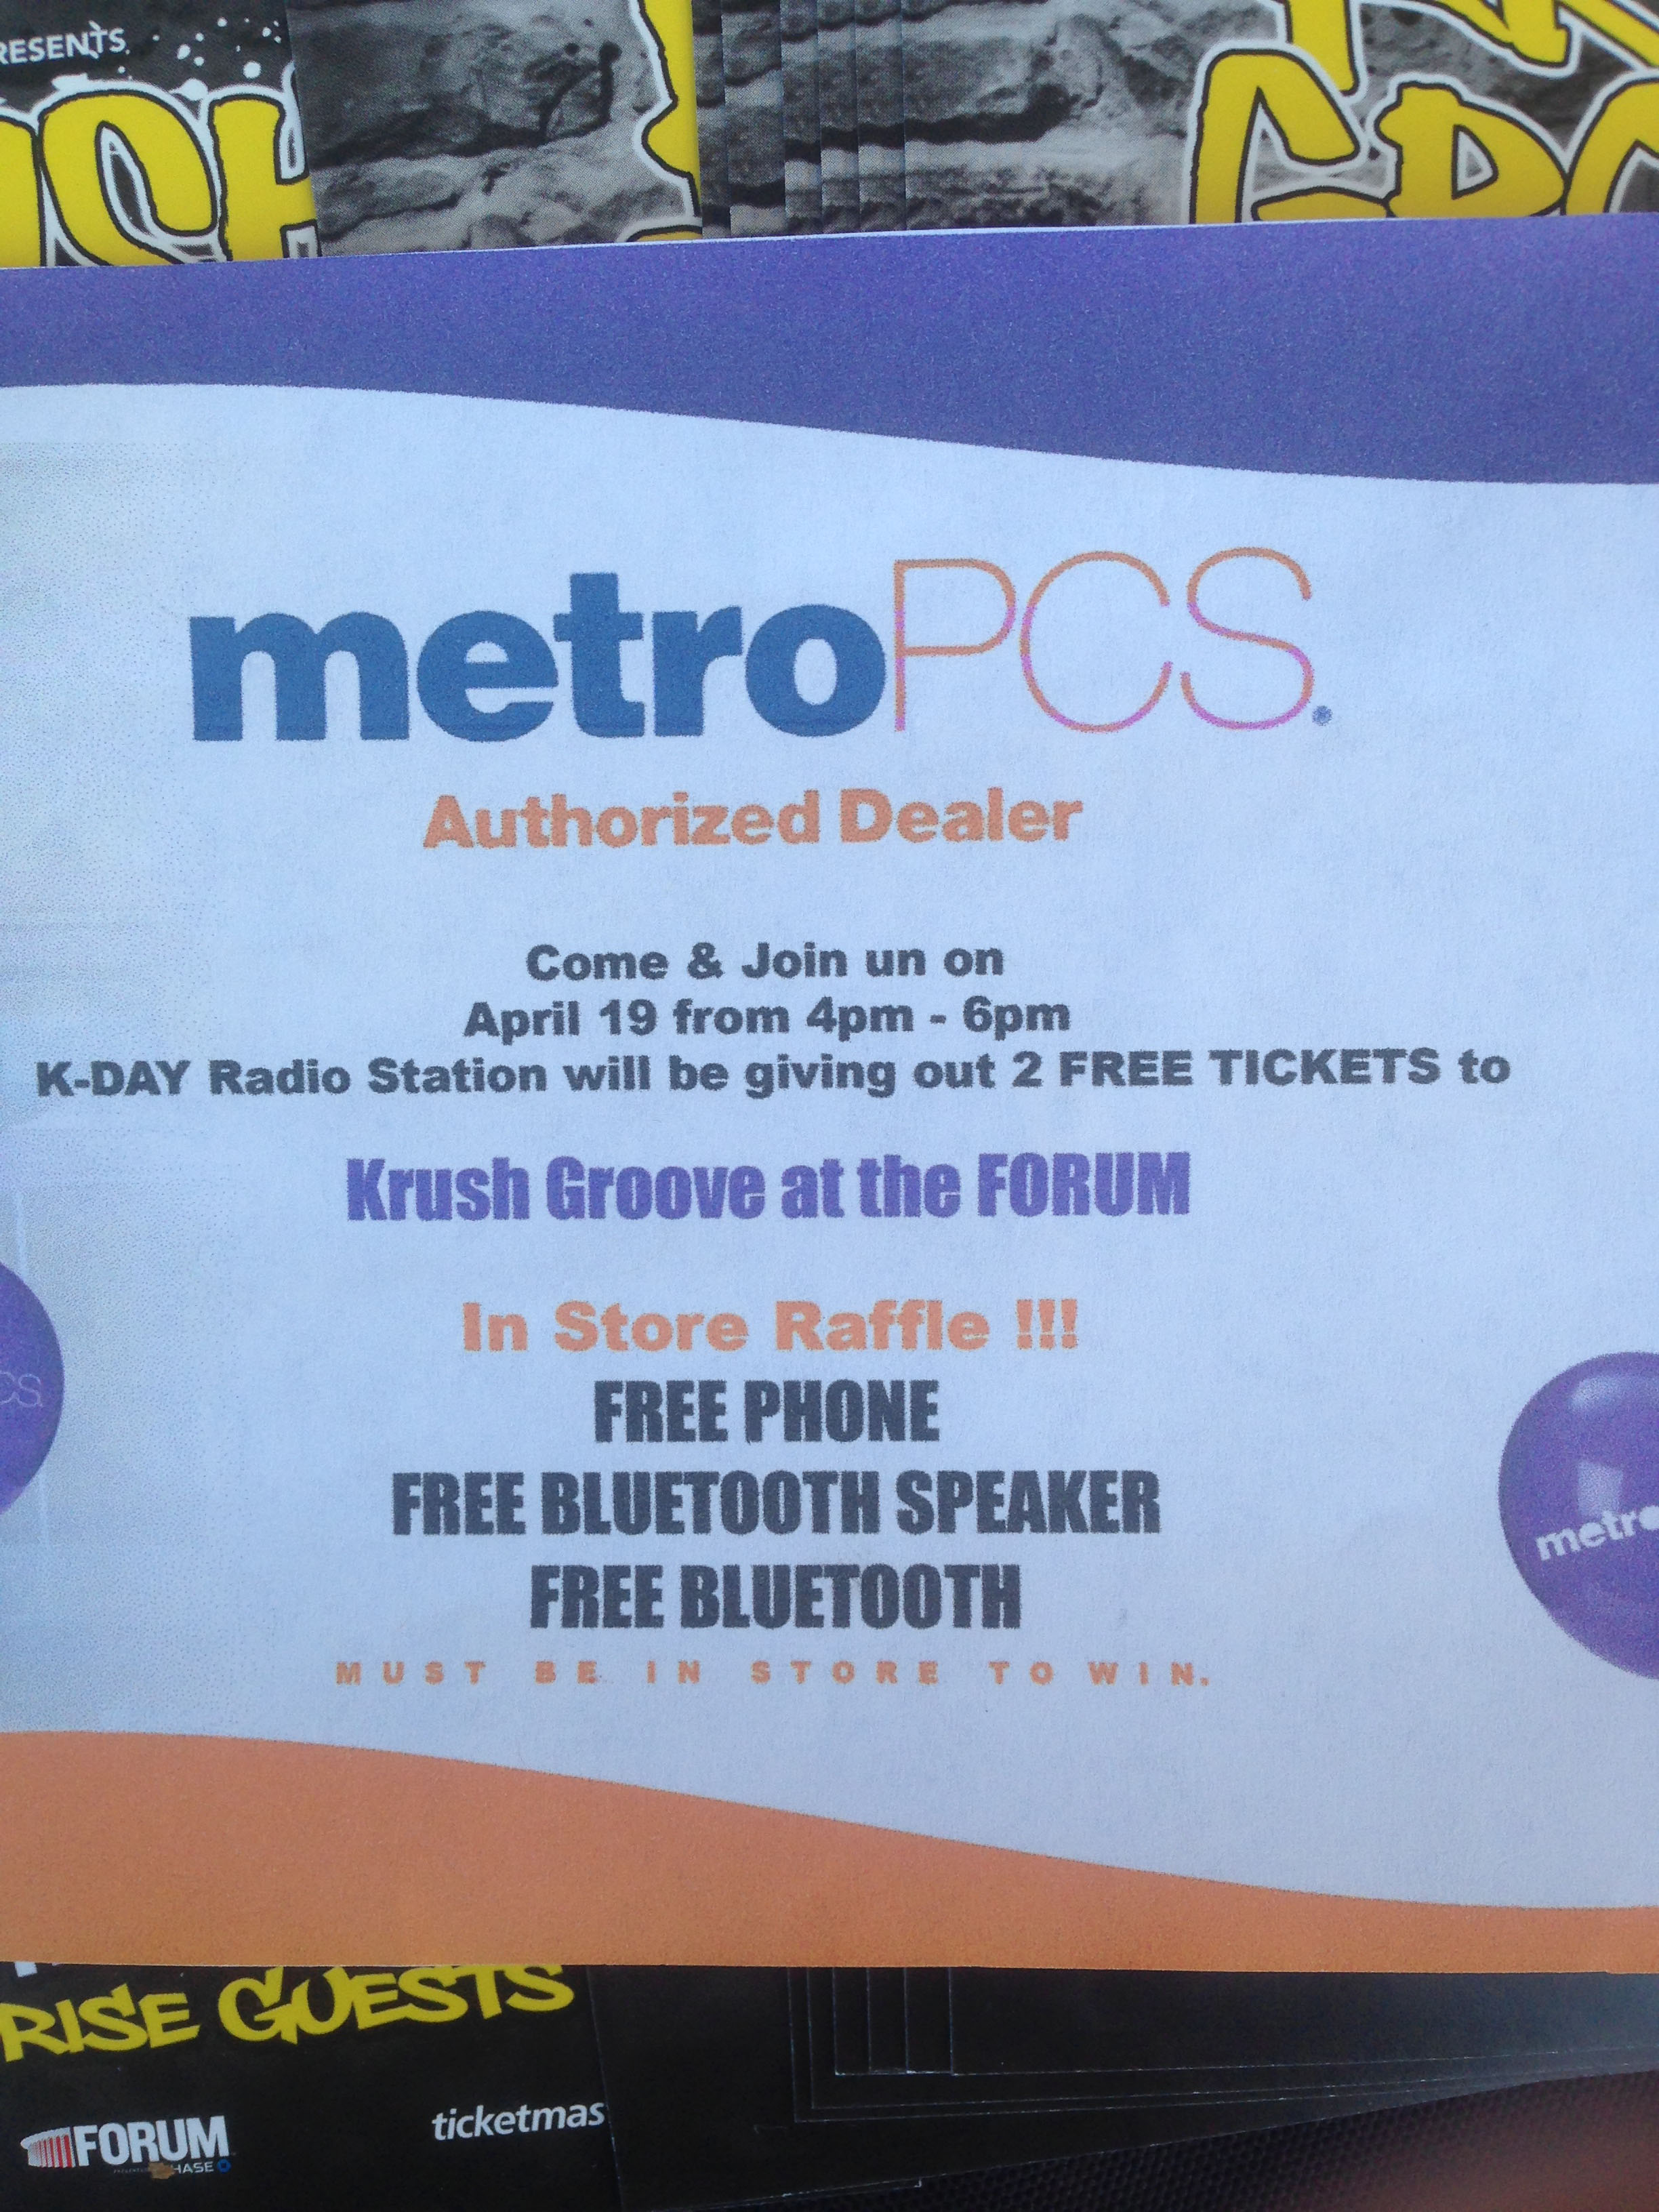 RESENTS
metroPCS.
Authorized Dealer
Come & Join un on
April 19 from 4pm - 6pm
K-DAY Radio Station will be giving out 2 FREE TICKETS to
Krush Groove at the FORUM
In Store Raffle !!!
FREE PHONE
FREE BLUETOOTH SPEAKER
FREE BLUETOOTH
MUST BE IN STORE TO WIN.
CS.
metro
RISE GUESTS
FORUM
ticketmas